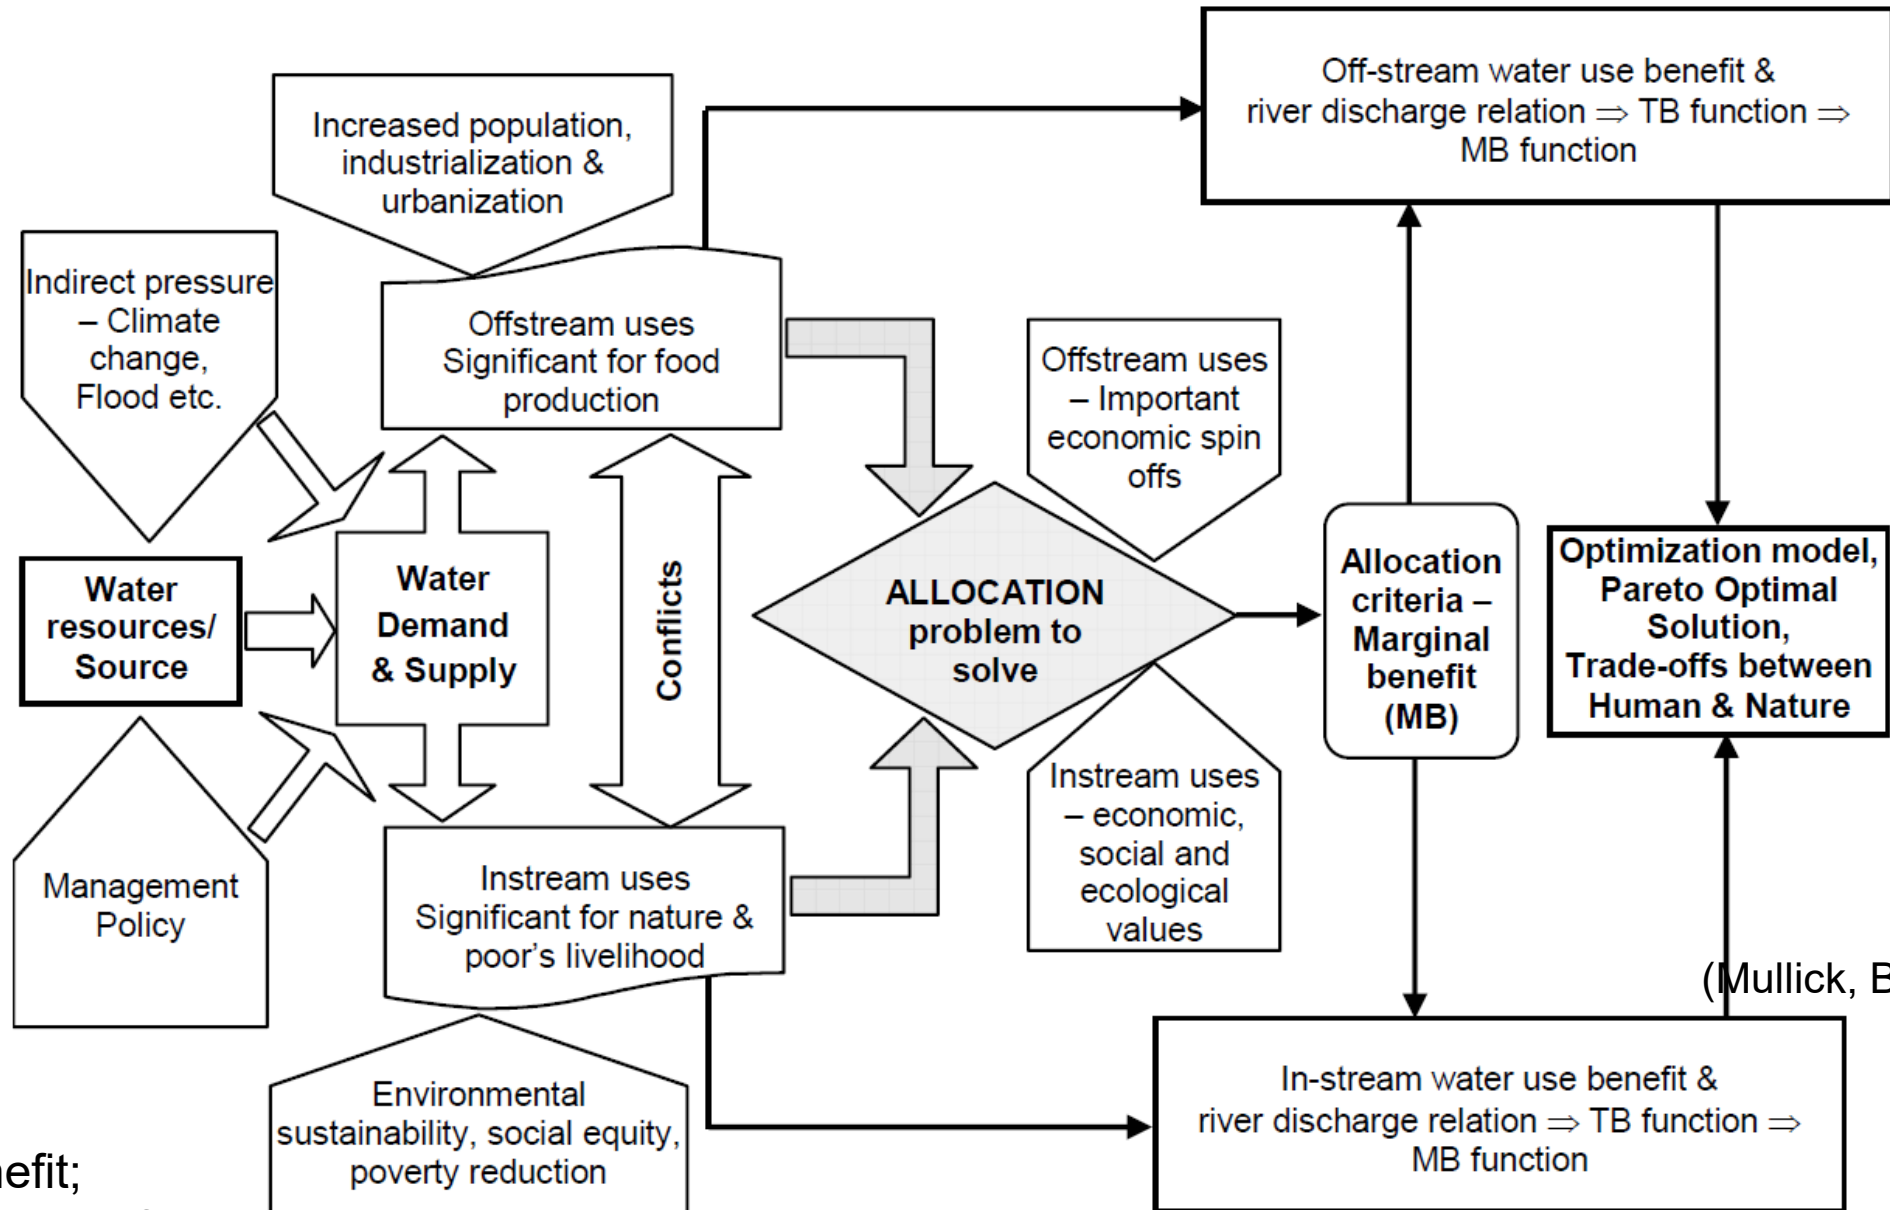 Off-stream water use benefit &
river discharge relation ⇒ TB function ⇒
MB function
Increased population,
industrialization &
urbanization
Indirect pressure
– Climate
change,
Flood etc.
Offstream uses
Significant for food
production
Offstream uses
– Important
economic spin
offs
Water
resources/
Source
Water
Demand
& Supply
Conflicts
ALLOCATION
problem to
solve
Allocation
criteria –
Marginal
benefit
(MB)
Optimization model,
Pareto Optimal
Solution,
Trade-offs between
Human & Nature
Management
Policy
Instream uses
Significant for nature &
poor's livelihood
Instream uses
– economic,
social and
ecological
values
(Mullick, B
Environmental
sustainability, social equity,
poverty reduction
In-stream water use benefit &
river discharge relation ⇒ TB function ⇒
MB function
nefit;